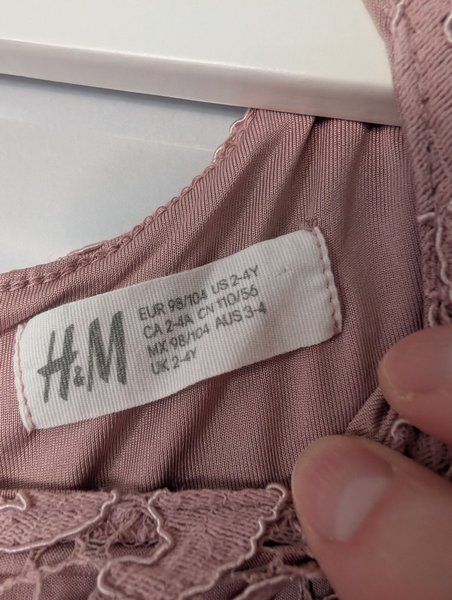 H&M
EUR 98/104 US 2-4Y
CA 2-4A CN 110/56
MX 98/104 AUS 3-4
UK 2-4Y